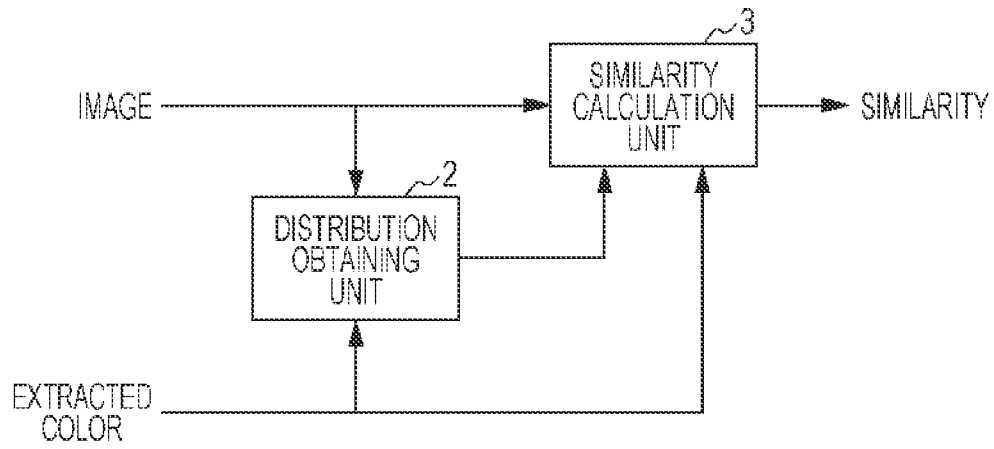 3
IMAGE
SIMILARITY
CALCULATION
UNIT
SIMILARITY
2
DISTRIBUTION
OBTAINING
UNIT
EXTRACTED
COLOR